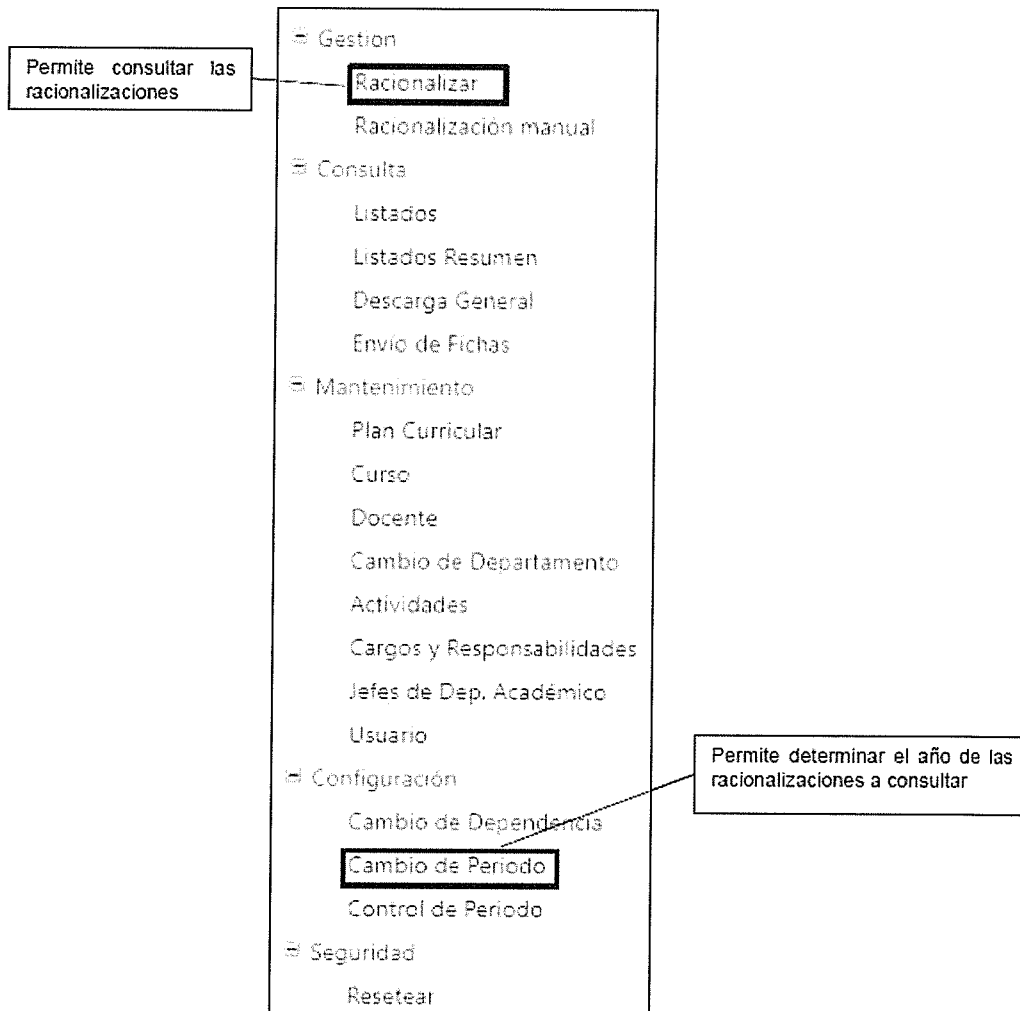 Gestion
Permite consultar las
racionalizaciones
Racionalizar
Racionalización manual
Consulta
Listados
Listados Resumen
Descarga General
Envío de Fichas
Mantenimiento
Plan Curricular
Curso
Docente
Cambio de Departamento
Actividades
Cargos y Responsabilidades
Jefes de Dep. Académico
Usuario
Permite determinar el año de las
racionalizaciones a consultar
Configuración
Cambio de Dependencia
Cambio de Periodo
Control de Periodo
Seguridad
Resetear